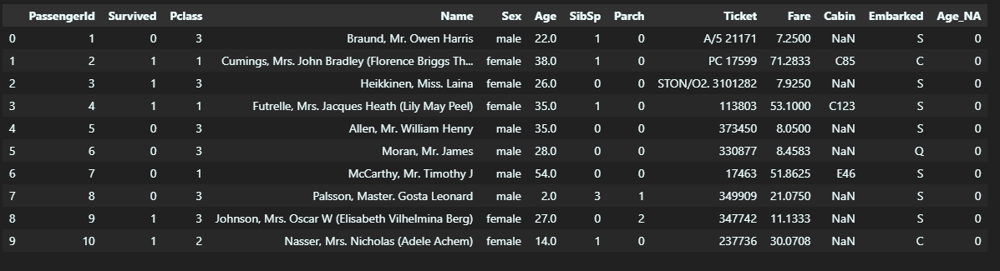 PassengerId Survived Pclass Name Sex Age SibSp Parch Ticket Fare Cabin Embarked Age_NA
0 1 0 3 Braund, Mr. Owen Harris male 22.0 1 0 A/5 21171 7.2500 NaN S 0
1 2 1 1 Cumings, Mrs. John Bradley (Florence Briggs Th... female 38.0 1 0 PC 17599 71.2833 C85 C 0
2 3 1 3 Heikkinen, Miss. Laina female 26.0 0 0 STON/O2. 3101282 7.9250 NaN S 0
3 4 1 1 Futrelle, Mrs. Jacques Heath (Lily May Peel) female 35.0 1 0 113803 53.1000 C123 S 0
4 5 0 3 Allen, Mr. William Henry male 35.0 0 0 373450 8.0500 NaN S 0
5 6 0 3 Moran, Mr. James male 28.0 0 0 330877 8.4583 NaN Q 0
6 7 0 1 McCarthy, Mr. Timothy J male 54.0 0 0 17463 51.8625 E46 S 0
7 8 0 3 Palsson, Master. Gosta Leonard male 2.0 3 1 349909 21.0750 NaN S 0
8 9 1 3 Johnson, Mrs. Oscar W (Elisabeth Vilhelmina Berg) female 27.0 0 2 347742 11.1333 NaN S 0
9 10 1 2 Nasser, Mrs. Nicholas (Adele Achem) female 14.0 1 0 237736 30.0708 NaN C 0